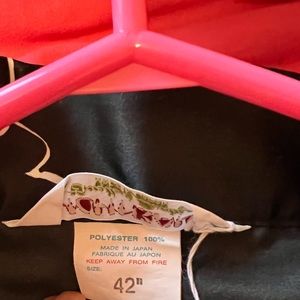 POLYESTER 100%
MADE IN JAPAN
FABRIQUE AU JAPON
KEEP AWAY FROM FIRE
SIZE:
42"